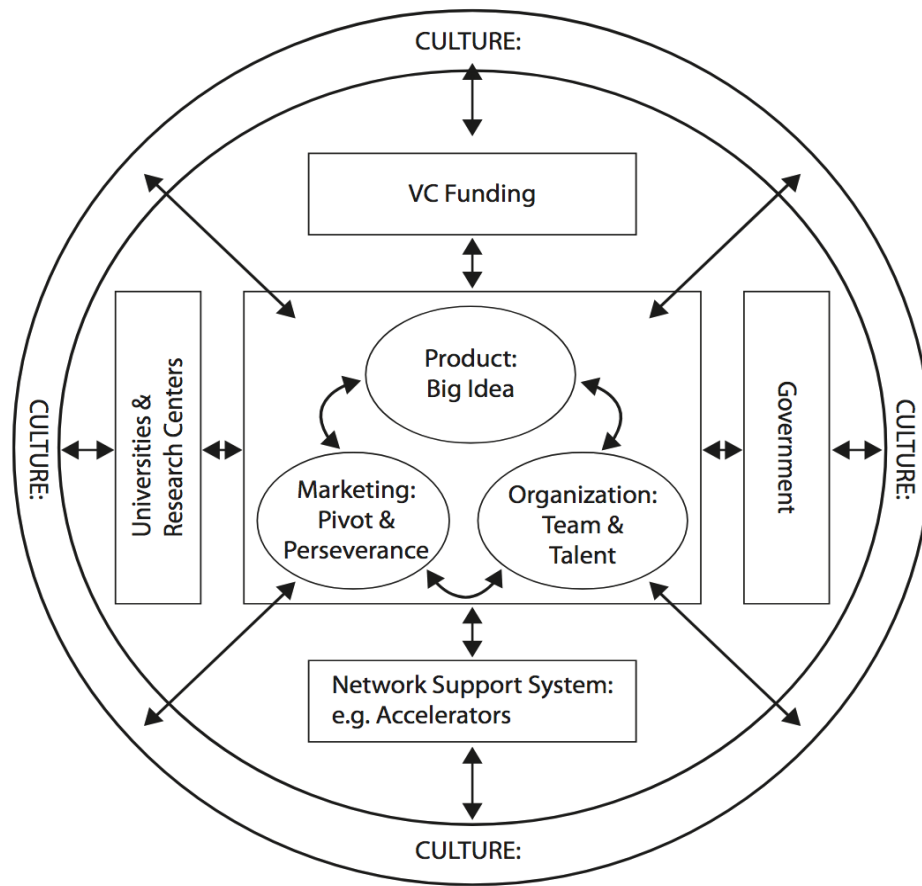 CULTURE:
VC Funding
Product:
Big Idea
CULTURE:
Universities &
Research Centers
Marketing:
Pivot &
Perseverance
Organization:
Team &
Talent
Government
CULTURE:
Network Support System:
e.g. Accelerators
CULTURE: